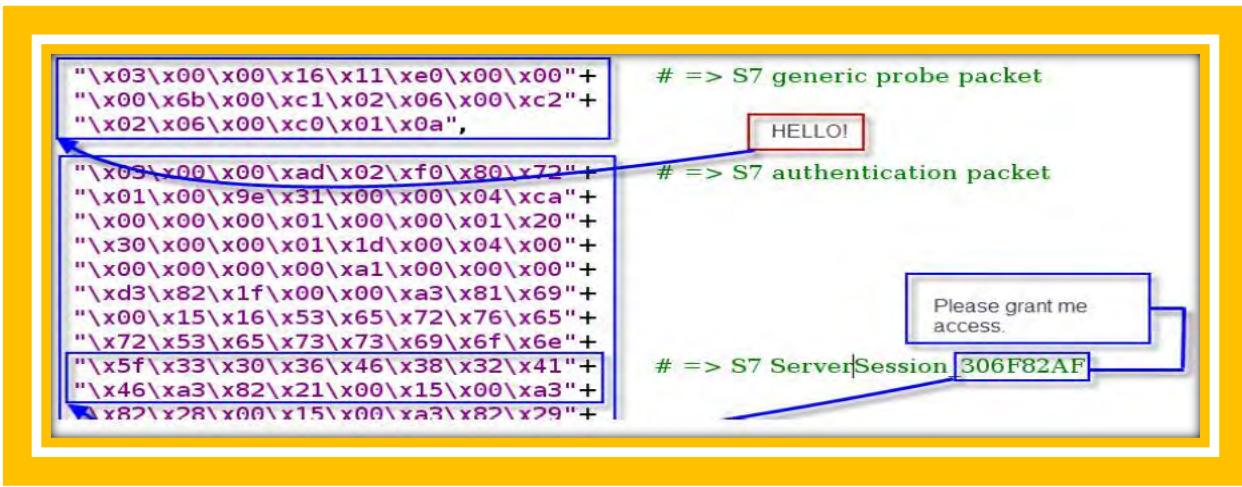 "\x03\x00\x00\x16\x11\xe0\x00\x00"+ # => S7 generic probe packet
"\x00\x6b\x00\xc1\x02\x06\x00\xc2"+
"\x02\x06\x00\xc0\x01\x0a",
HELLO!
"\x03\x00\x00\xad\x02\xf0\x80\x72"+ # => S7 authentication packet
"\x01\x00\x9e\x31\x00\x00\x04\xca"+
"\x00\x00\x00\x01\x00\x00\x01\x20"+
"\x30\x00\x00\x01\x1d\x00\x04\x00"+
"\x00\x00\x00\x00\xa1\x00\x00\x00"+
"\xd3\x82\x1f\x00\x00\xa3\x81\x69"+
Please grant me
access.
"\x00\x15\x16\x53\x65\x72\x76\x65"+
"\x72\x53\x65\x73\x73\x69\x6f\x6e"+
"\x5f\x33\x30\x36\x46\x38\x32\x41"+ # => S7 ServerSession_306F82AF
"\x46\xa3\x82\x21\x00\x15\x00\xa3"+
"\x82\x28\x00\x15\x00\xa3\x82\x29"+